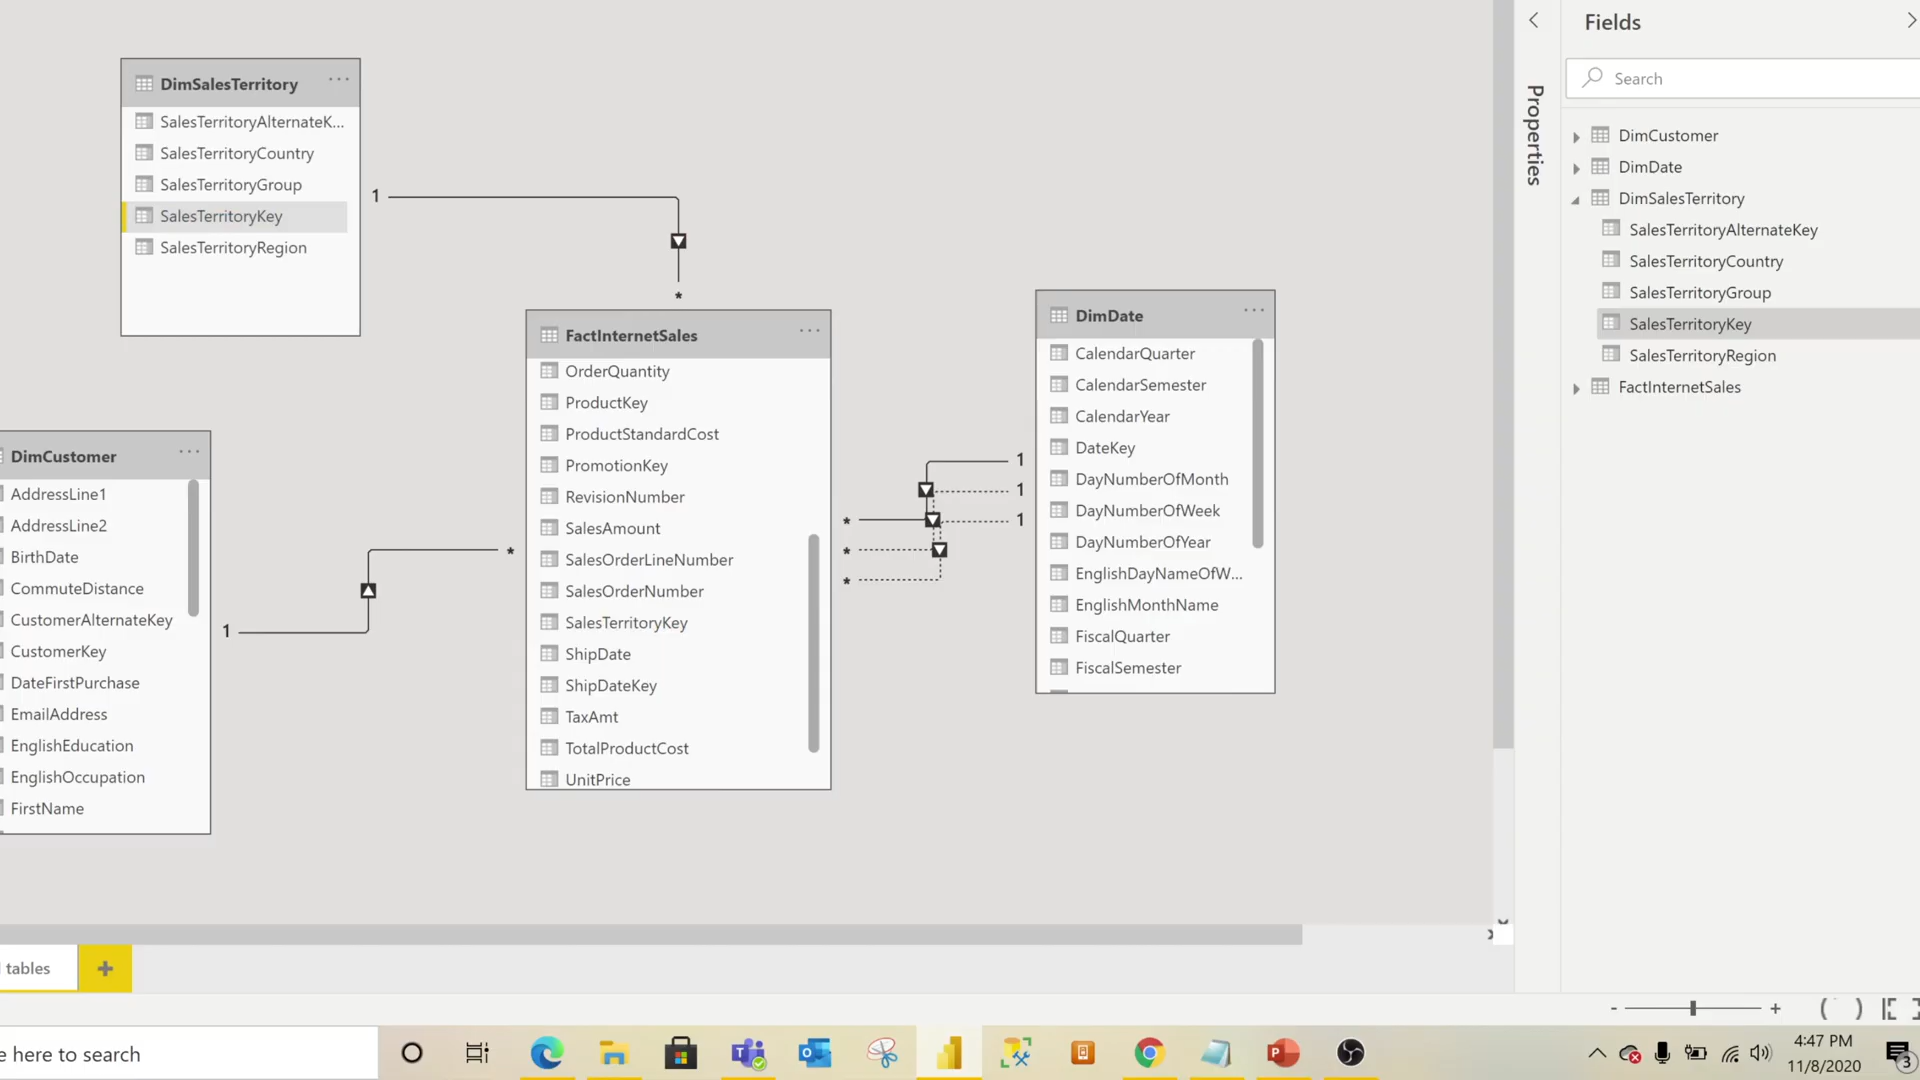 DimSalesTerritory ...
SalesTerritoryAlternateK...
SalesTerritoryCountry
SalesTerritoryGroup
SalesTerritoryKey
SalesTerritoryRegion
1
*
FactInternetSales ...
OrderQuantity
ProductKey
ProductStandardCost
PromotionKey
RevisionNumber
SalesAmount
SalesOrderLineNumber
SalesOrderNumber
SalesTerritoryKey
ShipDate
ShipDateKey
TaxAmt
TotalProductCost
UnitPrice
DimCustomer ...
AddressLine1
AddressLine2
BirthDate
CommuteDistance
CustomerAlternateKey
CustomerKey
DateFirstPurchase
EmailAddress
EnglishEducation
EnglishOccupation
FirstName
1
*
*
*
*
1
1
1
DimDate ...
CalendarQuarter
CalendarSemester
CalendarYear
DateKey
DayNumberOfMonth
DayNumberOfWeek
DayNumberOfYear
EnglishDayNameOfW...
EnglishMonthName
FiscalQuarter
FiscalSemester
Properties
Fields
Search
DimCustomer
DimDate
DimSalesTerritory
SalesTerritoryAlternateKey
SalesTerritoryCountry
SalesTerritoryGroup
SalesTerritoryKey
SalesTerritoryRegion
FactInternetSales
tables
+
- +
e here to search
4:47 PM
11/8/2020
3